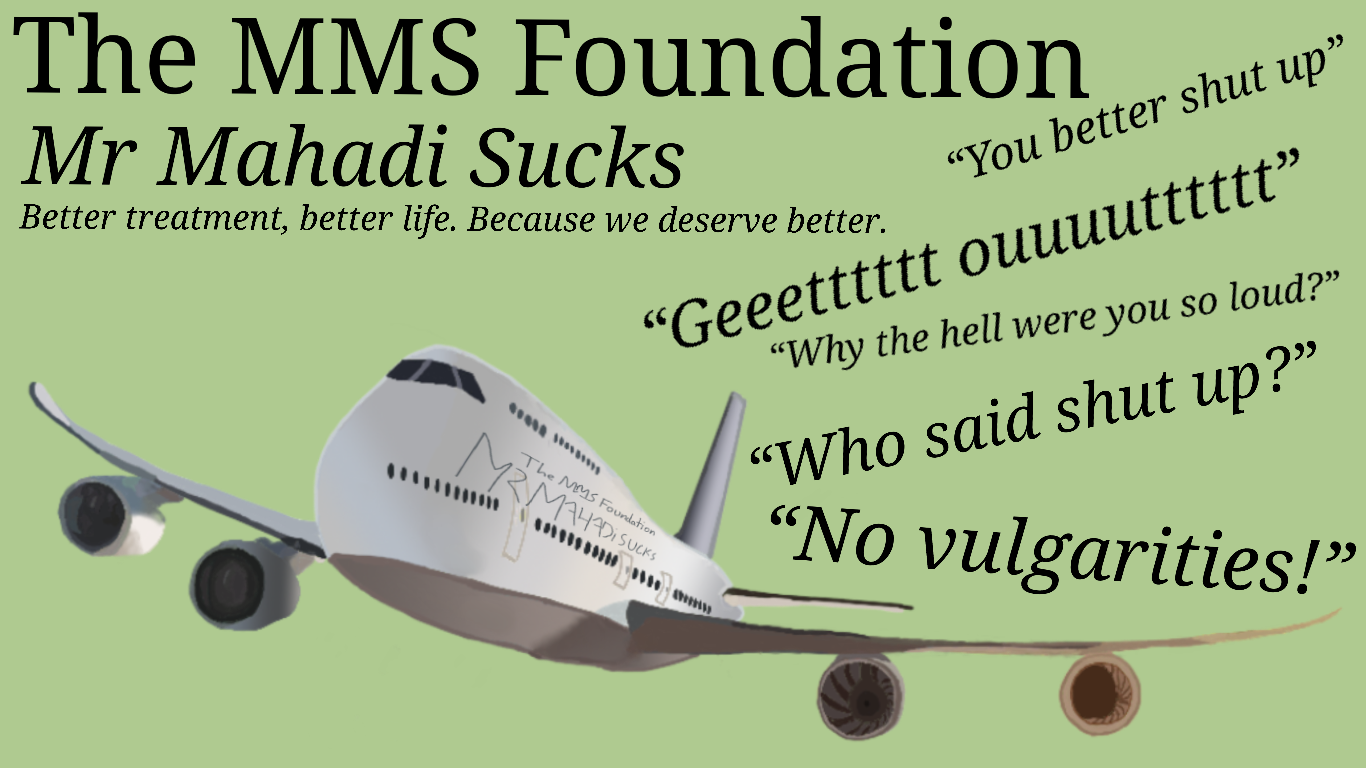 The MMS Foundation
Mr Mahadi Sucks
Better treatment, better life. Because we deserve better.
“You better shut up”
“Geeettttttt ouuuutttttt”
“Why the hell were you so loud?”
“Who said shut up?”
“No vulgarities!”
The MMS Foundation
MR MAHADI SUCKS